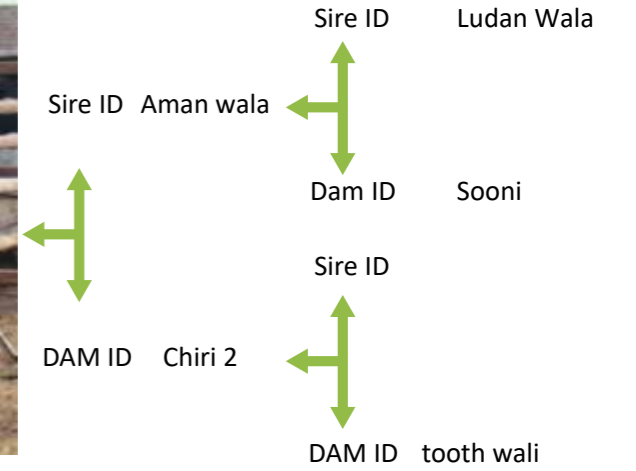 Sire ID Ludan Wala
Sire ID Aman wala
Dam ID Sooni
Sire ID
DAM ID Chiri 2
DAM ID tooth wali